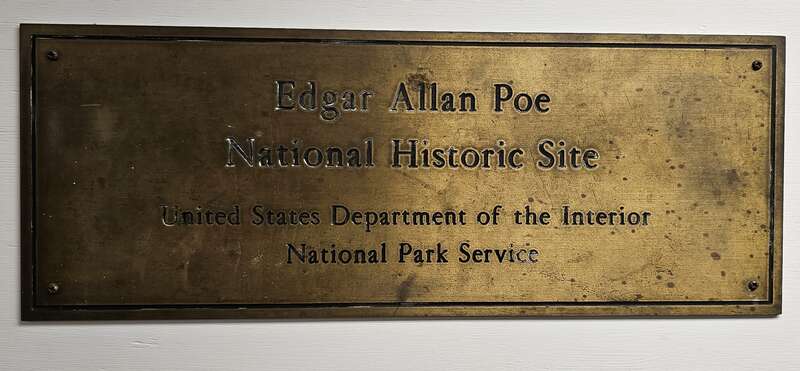 Edgar Allan Poe
National Historic Site
United States Department of the Interior
National Park Service